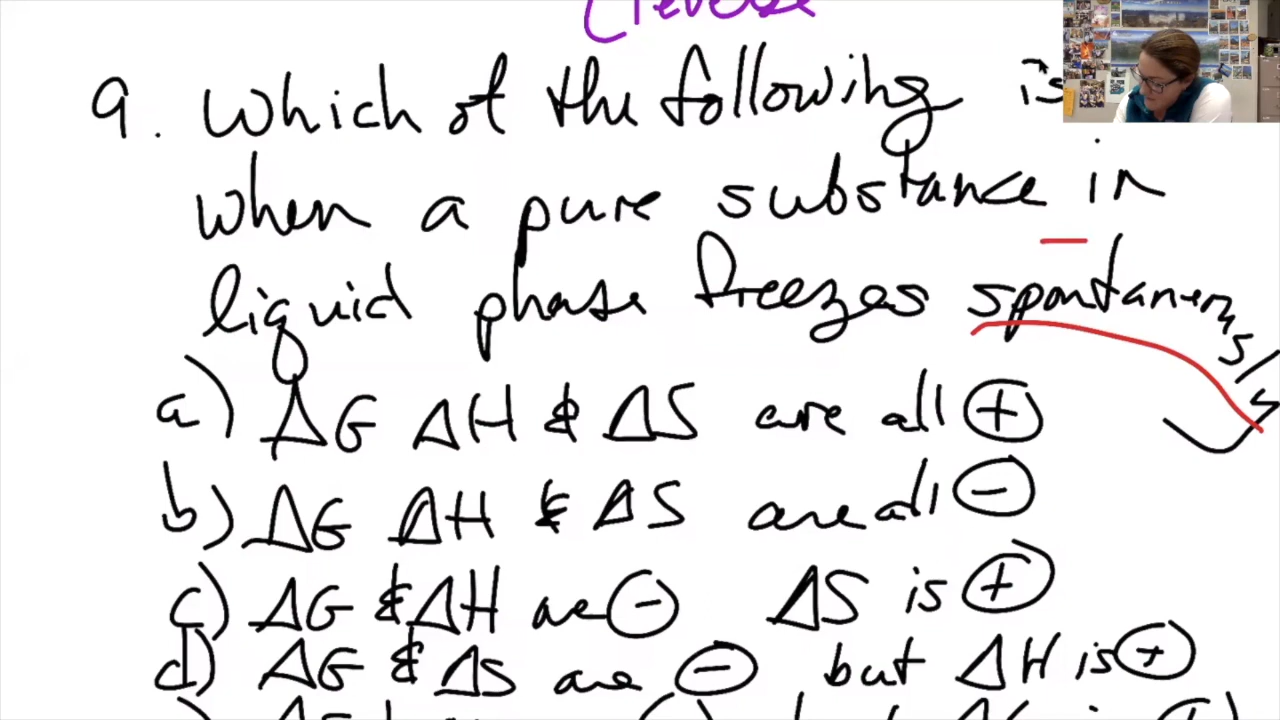 (reverse
9. Which of the following is
when a pure substance in
liquid phase freezes spontaneously
a) ΔG ΔH & ΔS are all ⊕
b) ΔG ΔH & ΔS are all ⊖
c) ΔG & ΔH are ⊖ ΔS is ⊕
d) ΔG & ΔS are ⊖ but ΔH is ⊕